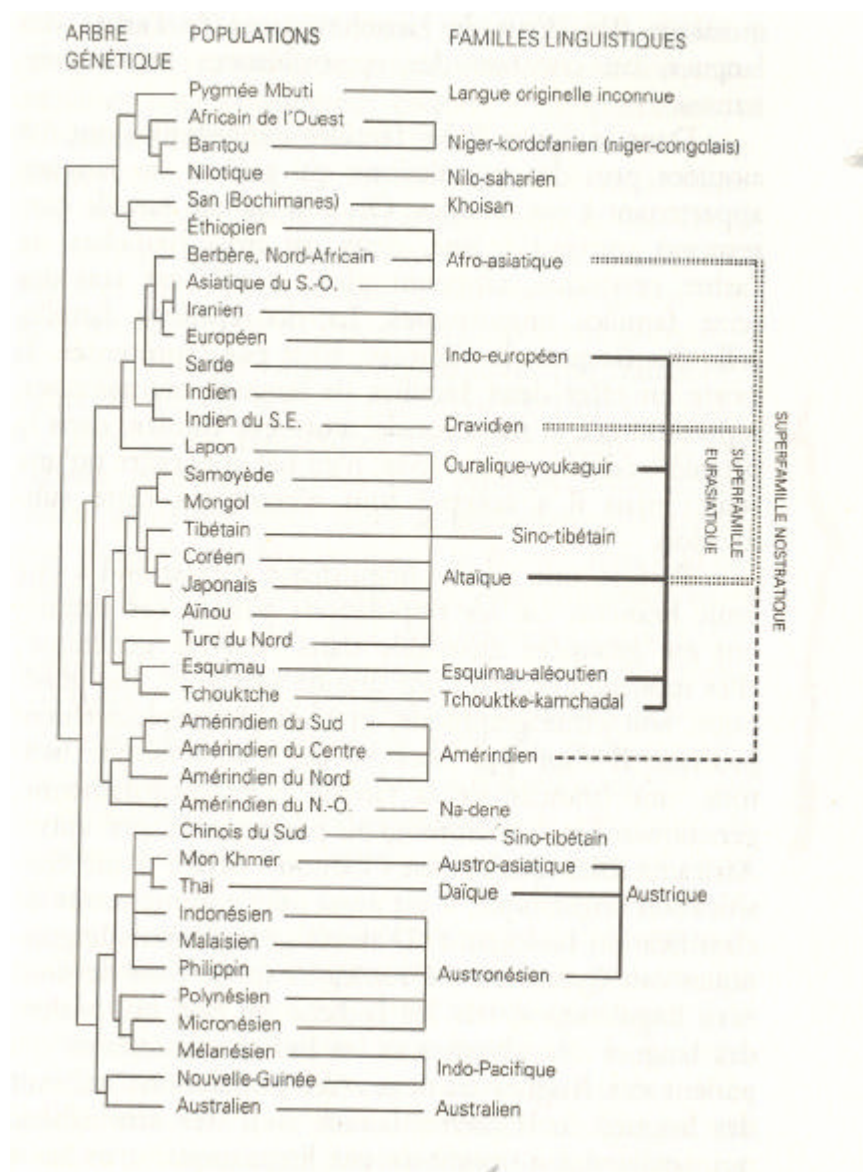 ARBRE GÉNÉTIQUE POPULATIONS FAMILLES LINGUISTIQUES
Pygmée Mbuti Langue originelle inconnue
Africain de l'Ouest
Bantou Niger-kordofanien (niger-congolais)
Nilotique Nilo-saharien
San (Bochimanes) Khoisan
Éthiopien
Berbère, Nord-Africain Afro-asiatique
Asiatique du S.-O.
Iranien
Européen Indo-européen
Sarde
Indien
Indien du S.E. Dravidien
Lapon Ouralique-youkaguir
Samoyède
Mongol
Tibétain Sino-tibétain
Coréen
Japonais Altaïque
Aïnou
Turc du Nord
Esquimau Esquimau-aléoutien
Tchouktche Tchouktke-kamchadal
Amérindien du Sud
Amérindien du Centre Amérindien
Amérindien du Nord
Amérindien du N.-O. Na-dene
Chinois du Sud Sino-tibétain
Mon Khmer Austro-asiatique
Thaï Daïque Austrique
Indonésien
Malaisien
Philippin Austronésien
Polynésien
Micronésien
Mélanésien
Nouvelle-Guinée Indo-Pacifique
Australien Australien
SUPERFAMILLE EURASIATIQUE
SUPERFAMILLE NOSTRATIQUE